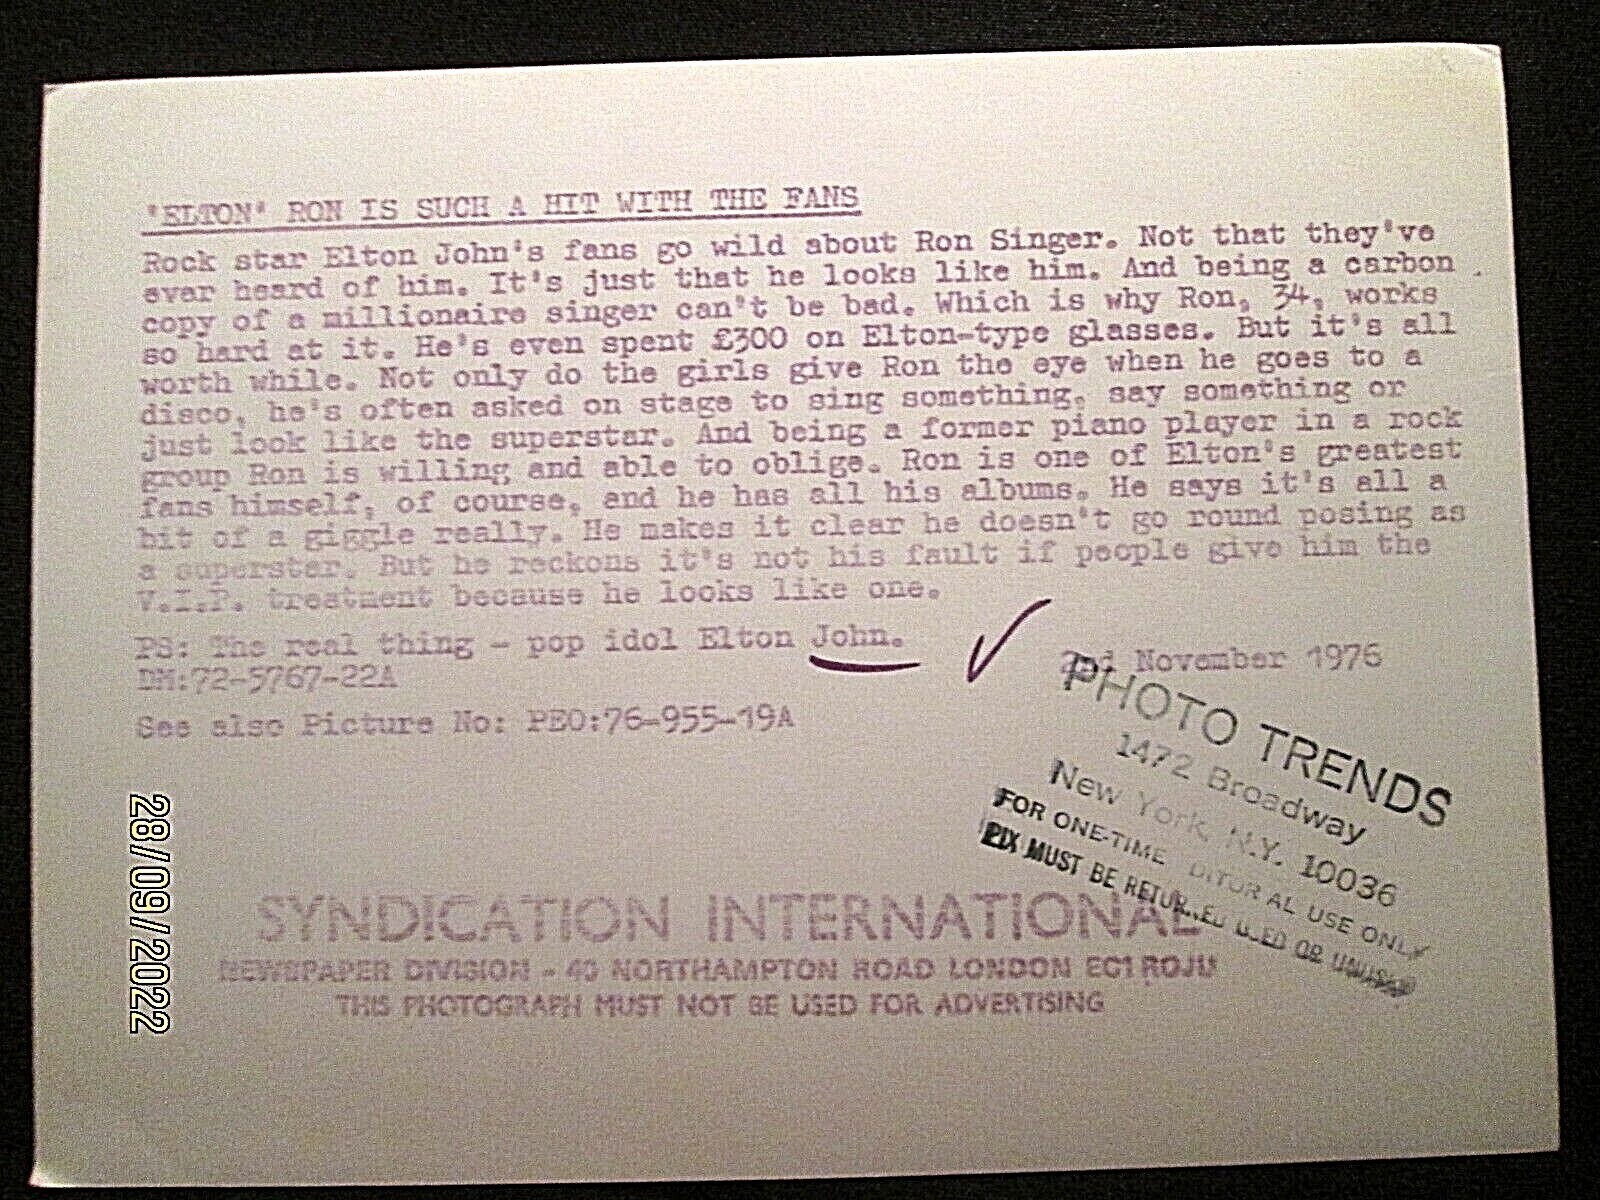 'ELTON' RON IS SUCH A HIT WITH THE FANS
Rock star Elton John's fans go wild about Ron Singer. Not that they've
ever heard of him. It's just that he looks like him. And being a carbon
copy of a millionaire singer can't be bad. Which is why Ron, 34, works
so hard at it. He's even spent £300 on Elton-type glasses. But it's all
worth while. Not only do the girls give Ron the eye when he goes to a
disco, he's often asked on stage to sing something, say something or
just look like the superstar. And being a former piano player in a rock
group Ron is willing and able to oblige. Ron is one of Elton's greatest
fans himself, of course, and he has all his albums. He says it's all a
bit of a giggle really. He makes it clear he doesn't go round posing as
a superstar. But he reckons it's not his fault if people give him the
V.I.P. treatment because he looks like one.
PS: The real thing - pop idol Elton John.
DM:72-5767-22A
2nd November 1976
See also Picture No: PEO:76-955-19A
PHOTO TRENDS
1472 Broadway
New York, N.Y. 10036
FOR ONE-TIME DITORIAL USE ONLY
PIX MUST BE RETURNED USED OR UNUSED
28/09/2022
SYNDICATION INTERNATIONAL
NEWSPAPER DIVISION - 40 NORTHAMPTON ROAD LONDON EC1 ROJU
THIS PHOTOGRAPH MUST NOT BE USED FOR ADVERTISING